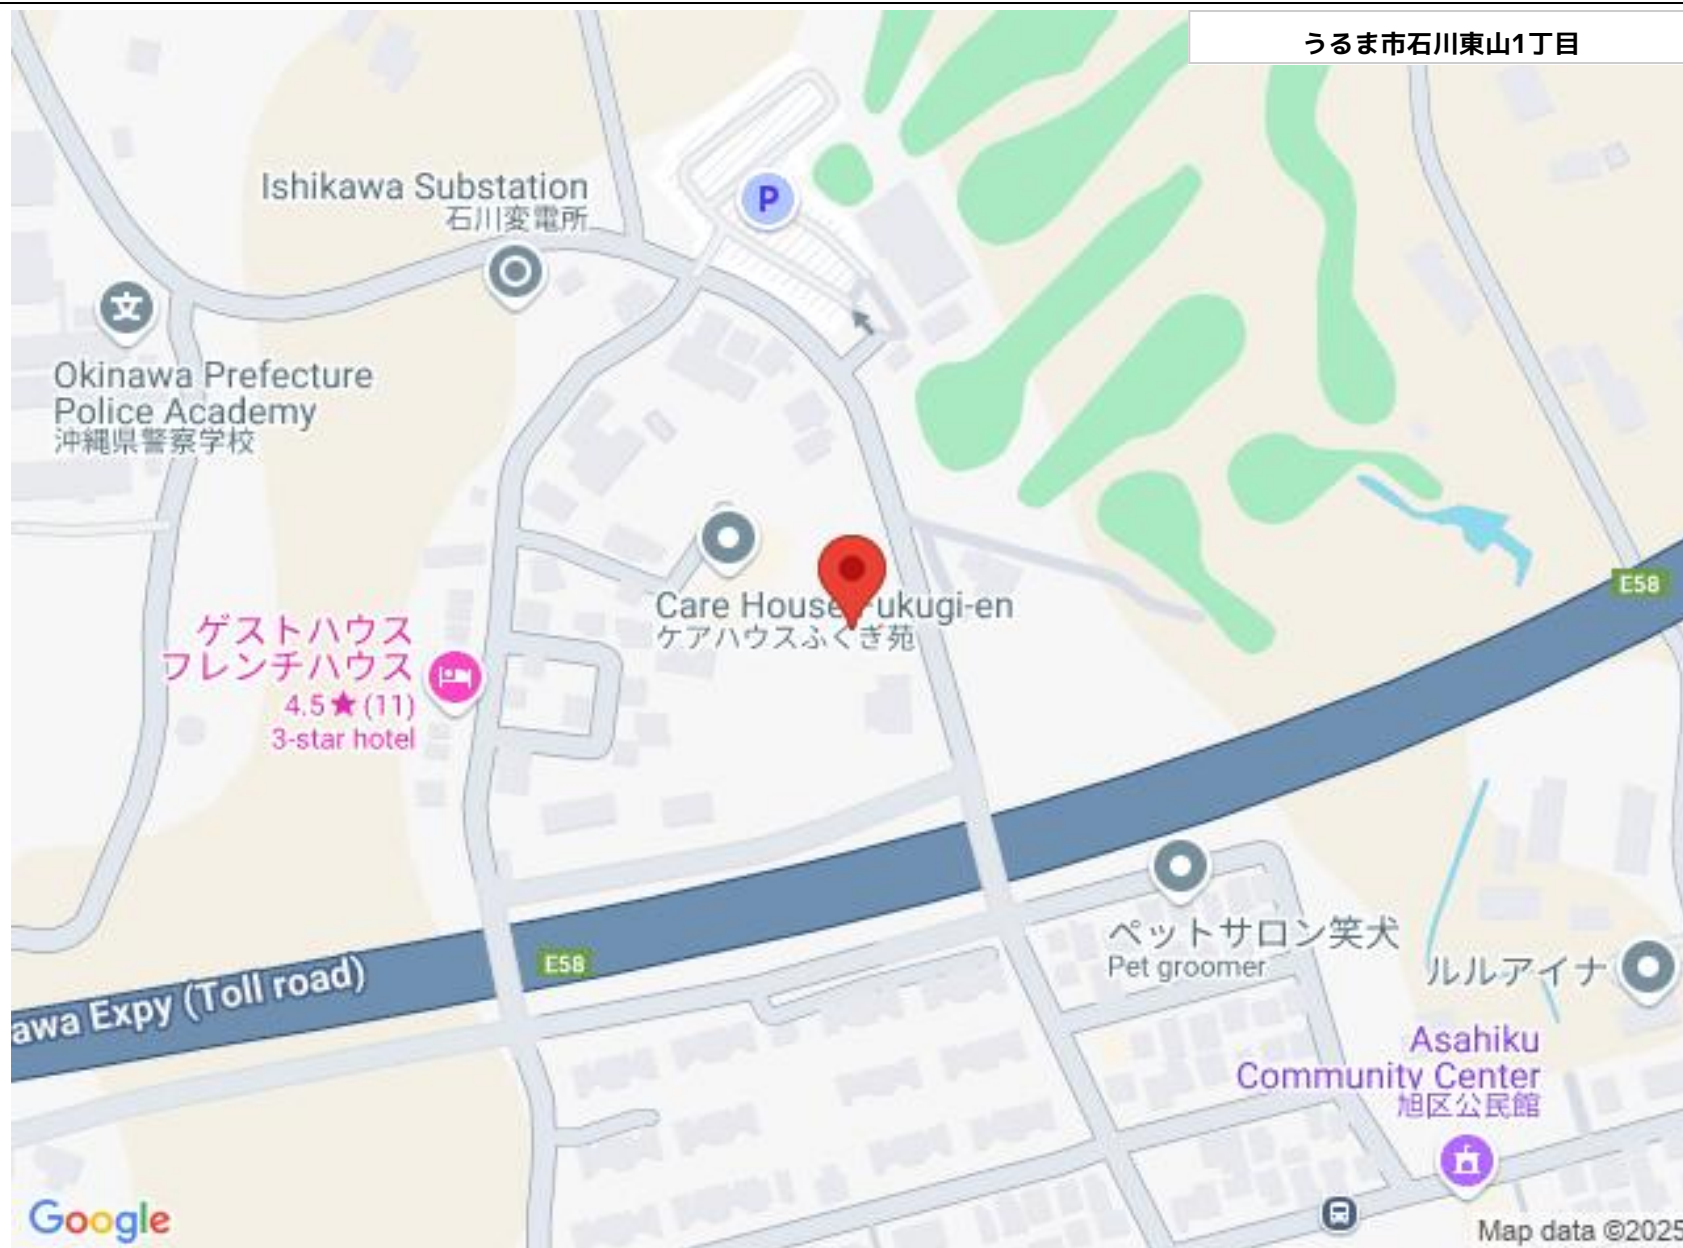 うるま市石川東山1丁目
Ishikawa Substation
石川変電所
P
文
Okinawa Prefecture
Police Academy
沖縄県警察学校
E58
Care House Fukugi-en
ケアハウスふくぎ苑
ゲストハウス
フレンチハウス
4.5★(11)
3-star hotel
ペットサロン笑犬
Pet groomer
E58
ルルアイナ
awa Expy (Toll road)
Asahiku
Community Center
旭区公民館
Google
Map data ©2025